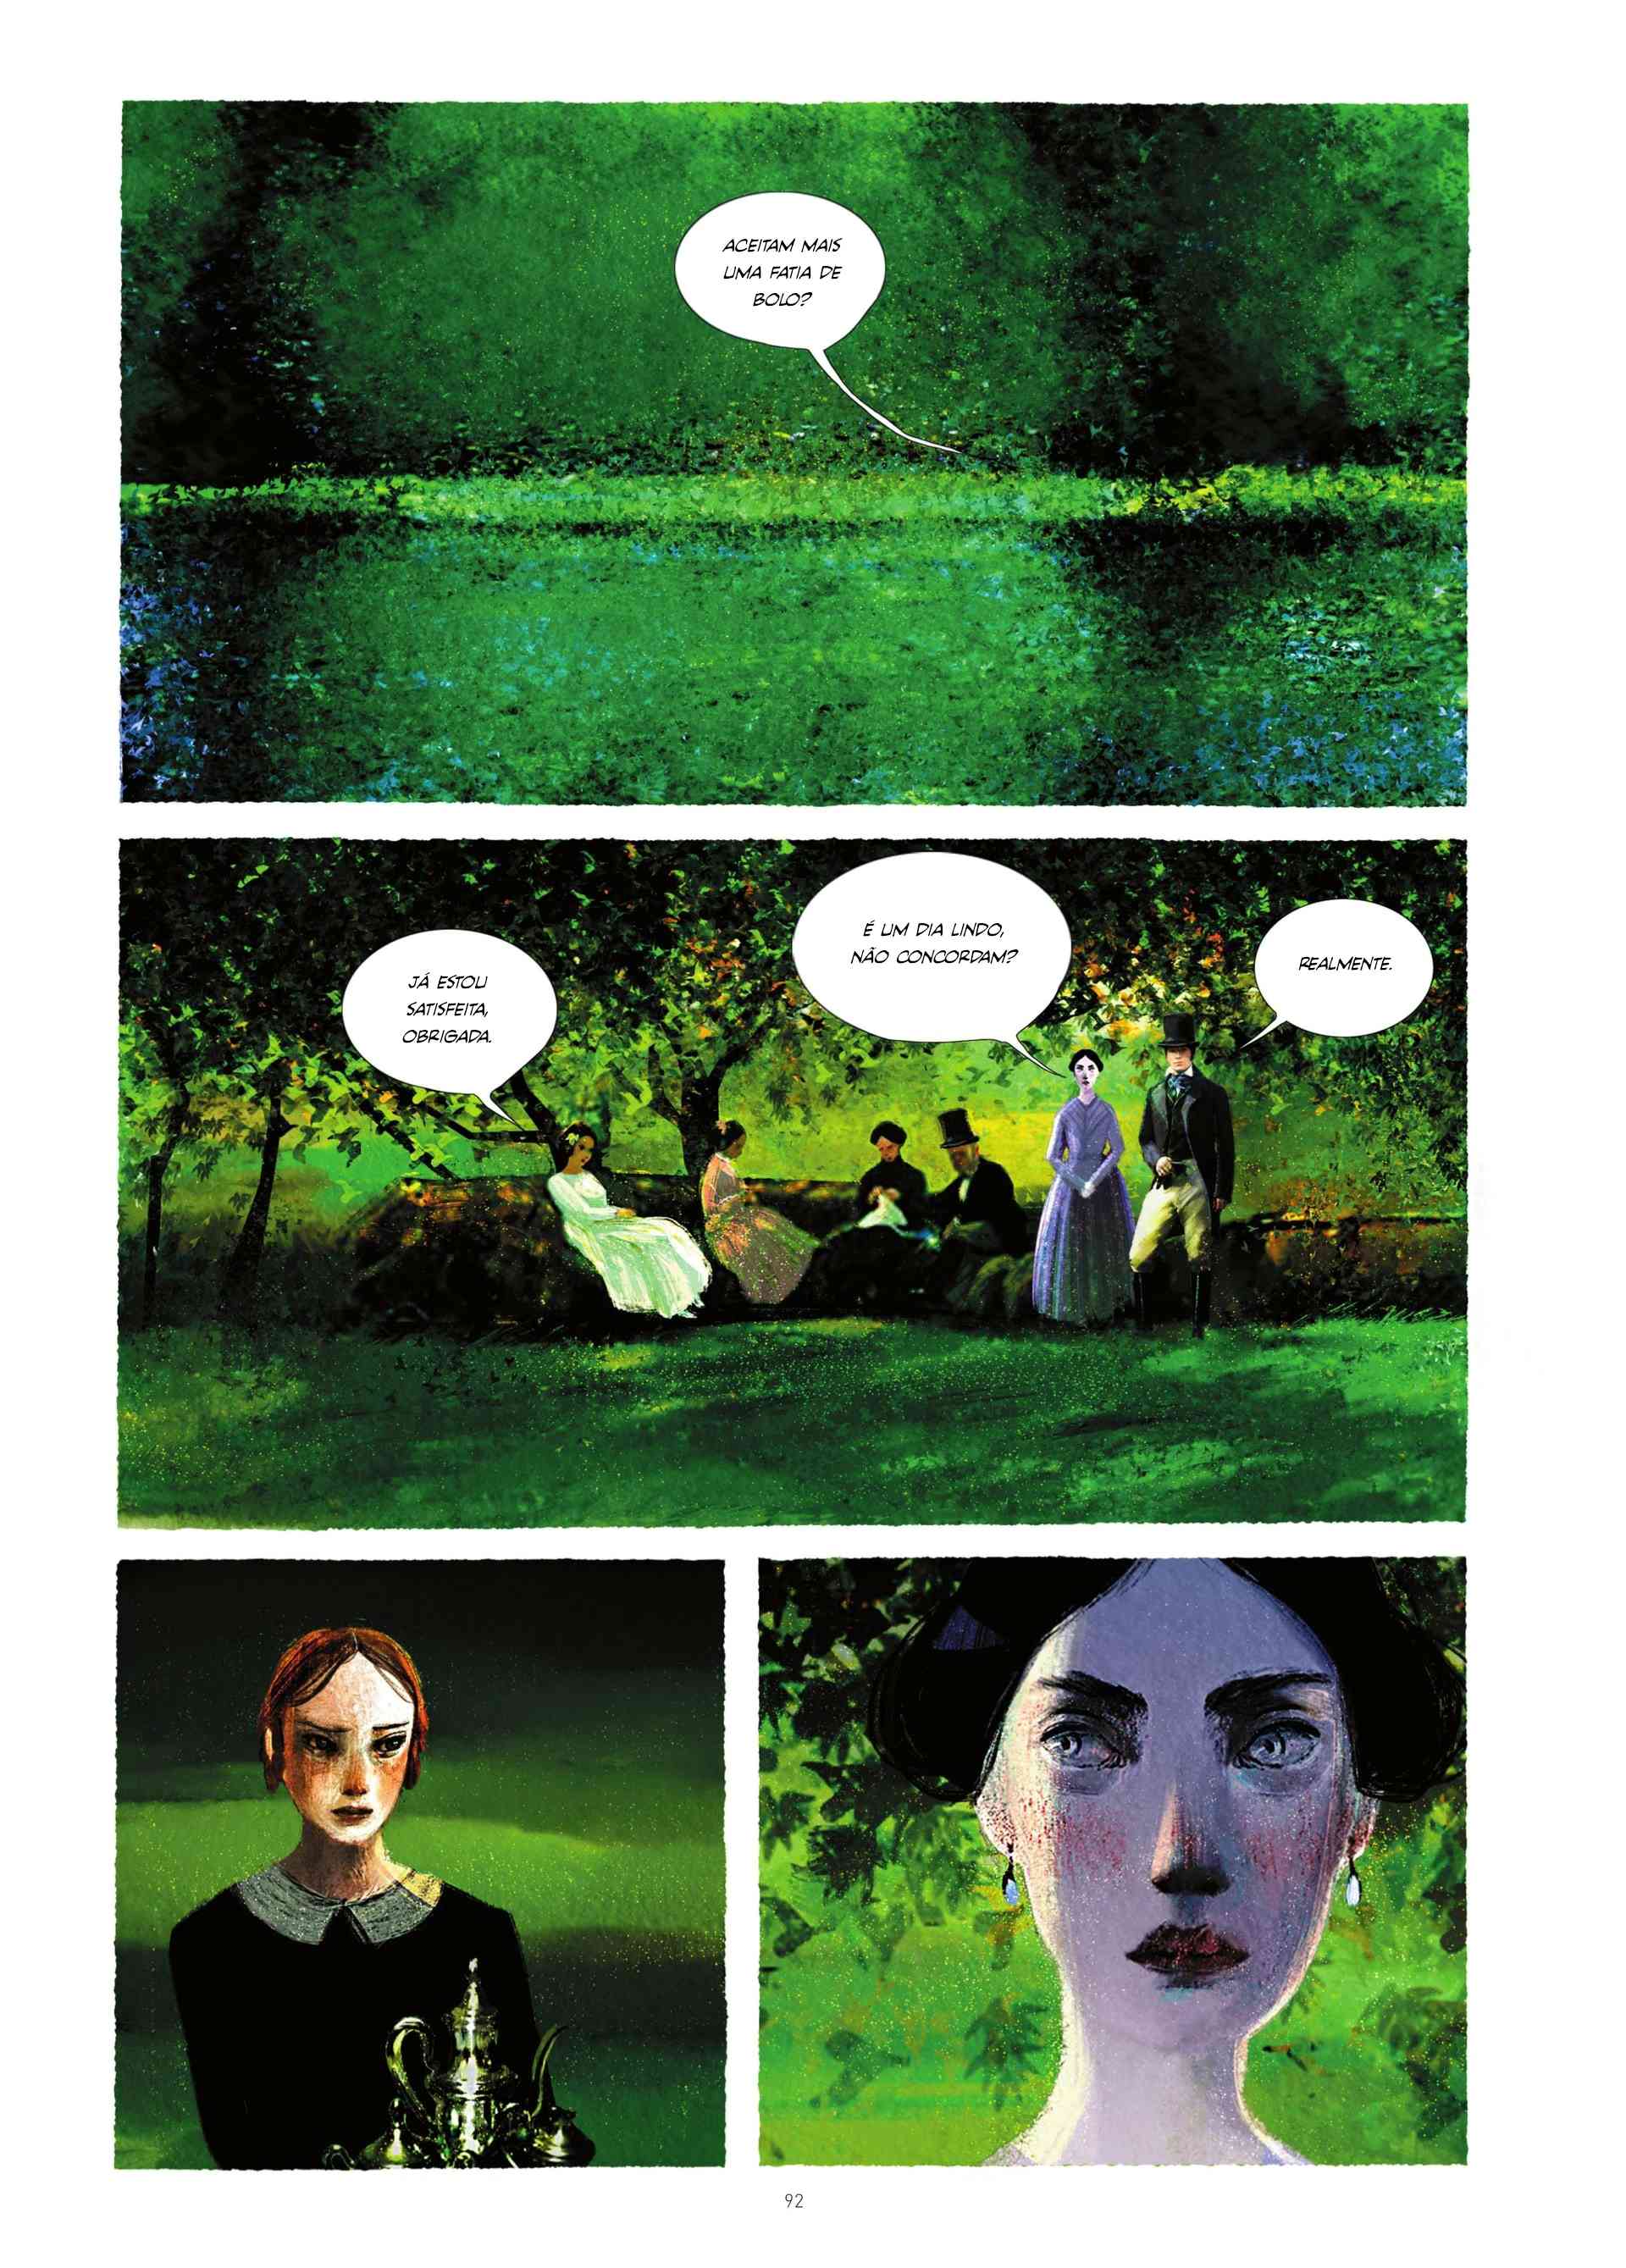 ACEITAM MAIS
UMA FATIA DE
BOLO?
JÁ ESTOU
SATISFEITA,
OBRIGADA.
É UM DIA LINDO,
NÃO CONCORDAM?
REALMENTE.
92